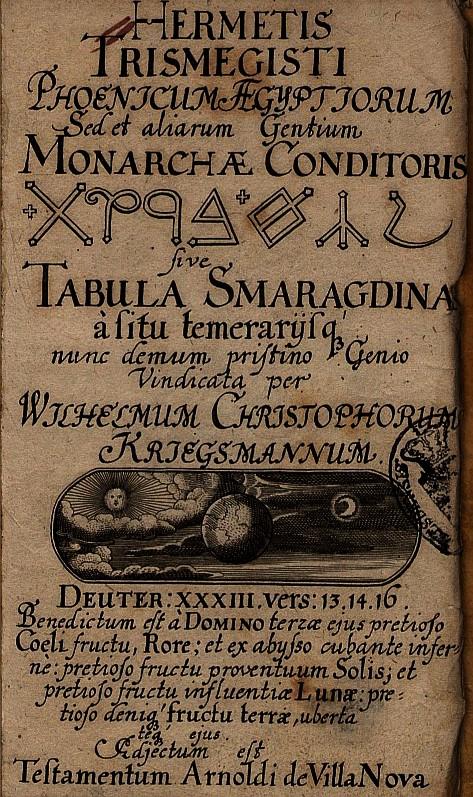 HERMETIS
TRISMEGISTI
PHOENICUM ÆGYPTIORUM
Sed et aliarum Gentium
MONARCHÆ CONDITORIS
sive
TABULA SMARAGDINA
à situ temerarijsq́
nunc demum pristino Genio
Vindicata per
WILHELMUM CHRISTOPHORUM
KRIEGSMANNUM.
DEUTER: XXXIII. vers: 13. 14. 16.
Benedictum est à DOMINO terræ ejus pretioso
Coeli fructu, Rore; et ex abysso cubante infer=
ne: pretioso fructu proventuum Solis; et
pretioso fructu influentiæ Lunæ: pre=
tioso deniq́ fructu terræ, uberta
teq́ ejus.
Adjectum est
Testamentum Arnoldi de Villa Nova